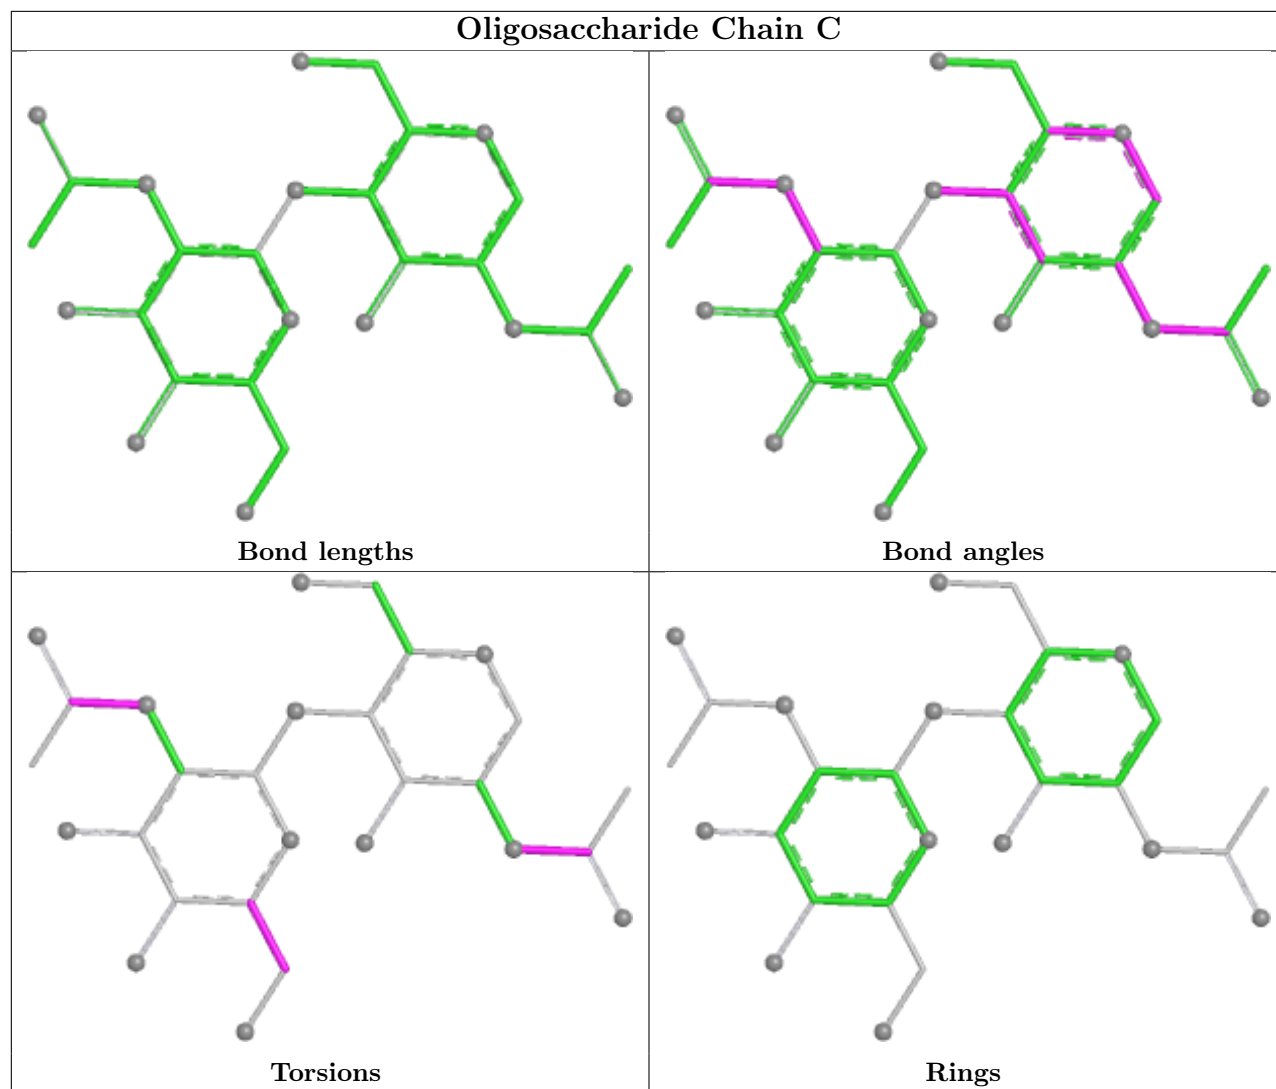 Oligosaccharide Chain C
Bond lengths
Bond angles
Torsions
Rings